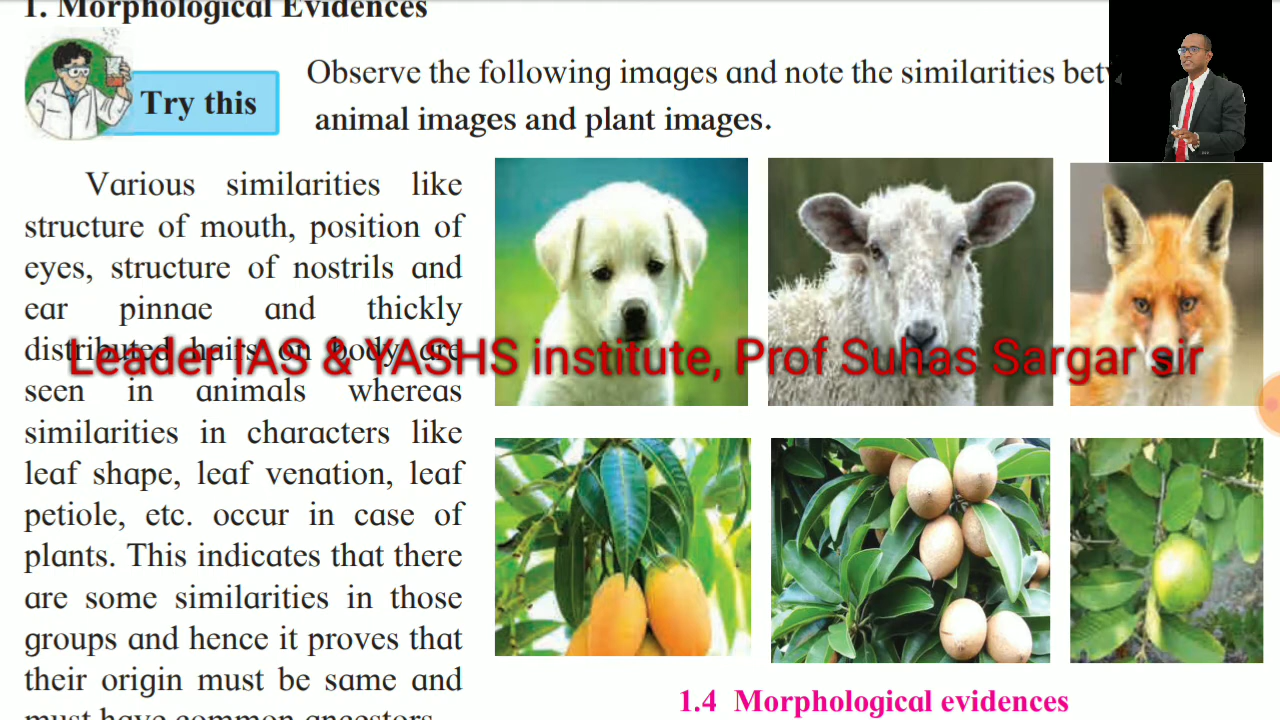 1. Morphological Evidences
Try this
Observe the following images and note the similarities
animal images and plant images.
Various similarities like
structure of mouth, position of
eyes, structure of nostrils and
ear pinnae and thickly
distributed hairs on body are
seen in animals whereas
similarities in characters like
leaf shape, leaf venation, leaf
petiole, etc. occur in case of
plants. This indicates that there
are some similarities in those
groups and hence it proves that
their origin must be same and
must have common ancestors.
Leader IAS & YASHS institute, Prof Suhas Sargar sir
1.4 Morphological evidences